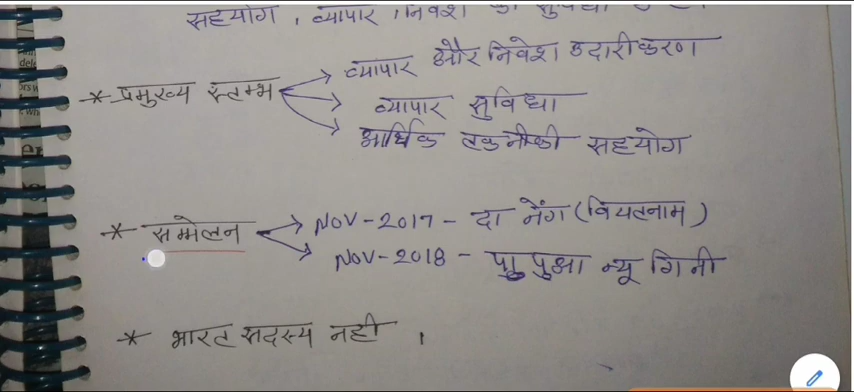 सहयोग, व्यापार, निवेश की सुविधा
* प्रमुख्य स्तम्भ → व्यापार और निवेश उदारीकरण
→ व्यापार सुविधा
→ आर्थिक तकनीकी सहयोग
* सम्मेलन → NOV-2017 - दा नैंग (वियतनाम)
→ NOV-2018 - पापुआ न्यू गिनी
* भारत सदस्य नही ।